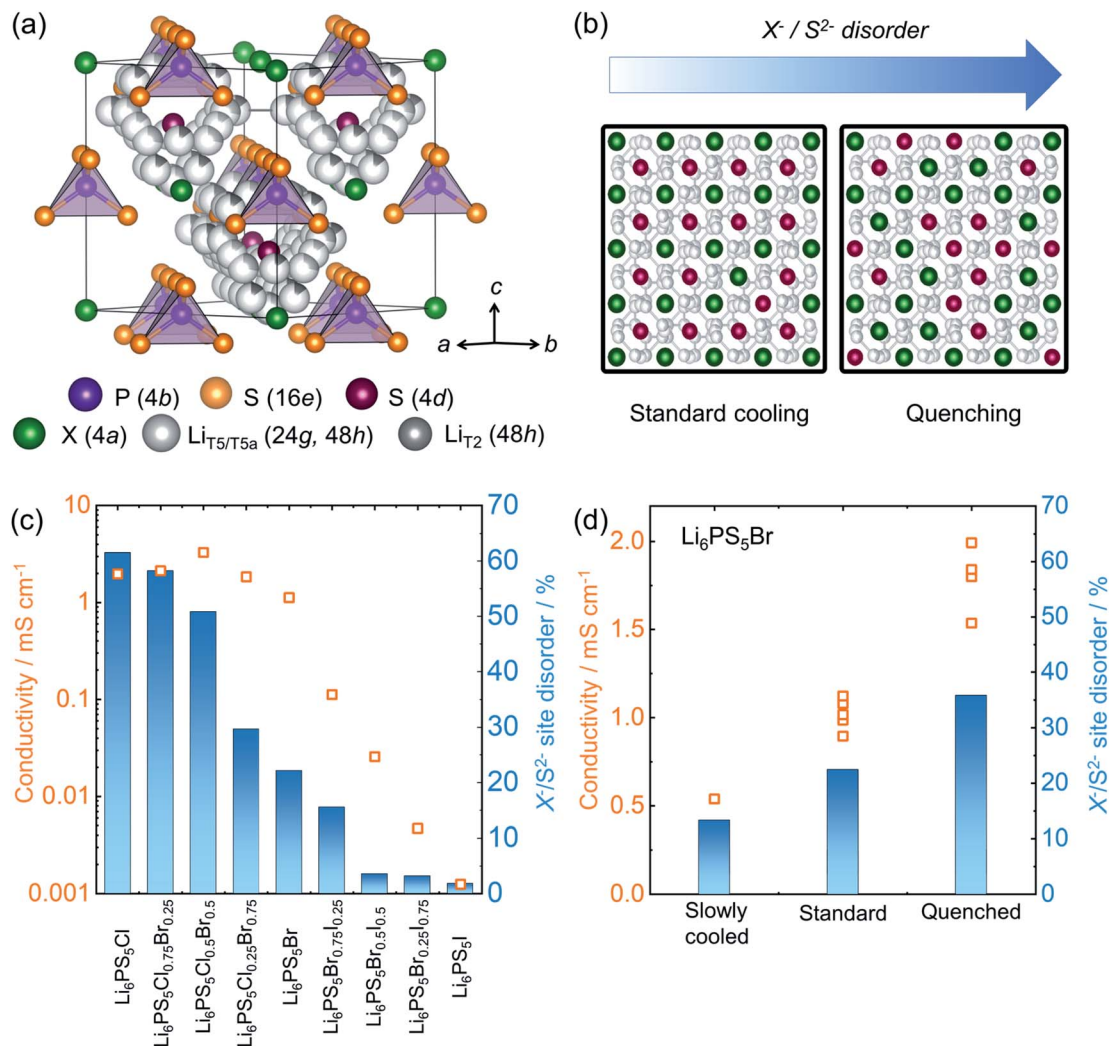 (a)
c
a
b
P (4b)
S (16e)
S (4d)
X (4a)
Li_T5/T5a (24g, 48h)
Li_T2 (48h)
(b)
X⁻ / S²⁻ disorder
Standard cooling
Quenching
(c)
Conductivity / mS cm⁻¹
10
1
0.1
0.01
0.001
X⁻/S²⁻ site disorder / %
70
60
50
40
30
20
10
0
Li₆PS₅Cl
Li₆PS₅Cl₀.₇₅Br₀.₂₅
Li₆PS₅Cl₀.₅Br₀.₅
Li₆PS₅Cl₀.₂₅Br₀.₇₅
Li₆PS₅Br
Li₆PS₅Br₀.₇₅I₀.₂₅
Li₆PS₅Br₀.₅I₀.₅
Li₆PS₅Br₀.₂₅I₀.₇₅
Li₆PS₅I
(d)
Li₆PS₅Br
Conductivity / mS cm⁻¹
2.0
1.5
1.0
0.5
0.0
X⁻/S²⁻ site disorder / %
70
60
50
40
30
20
10
0
Slowly
cooled
Standard
Quenched